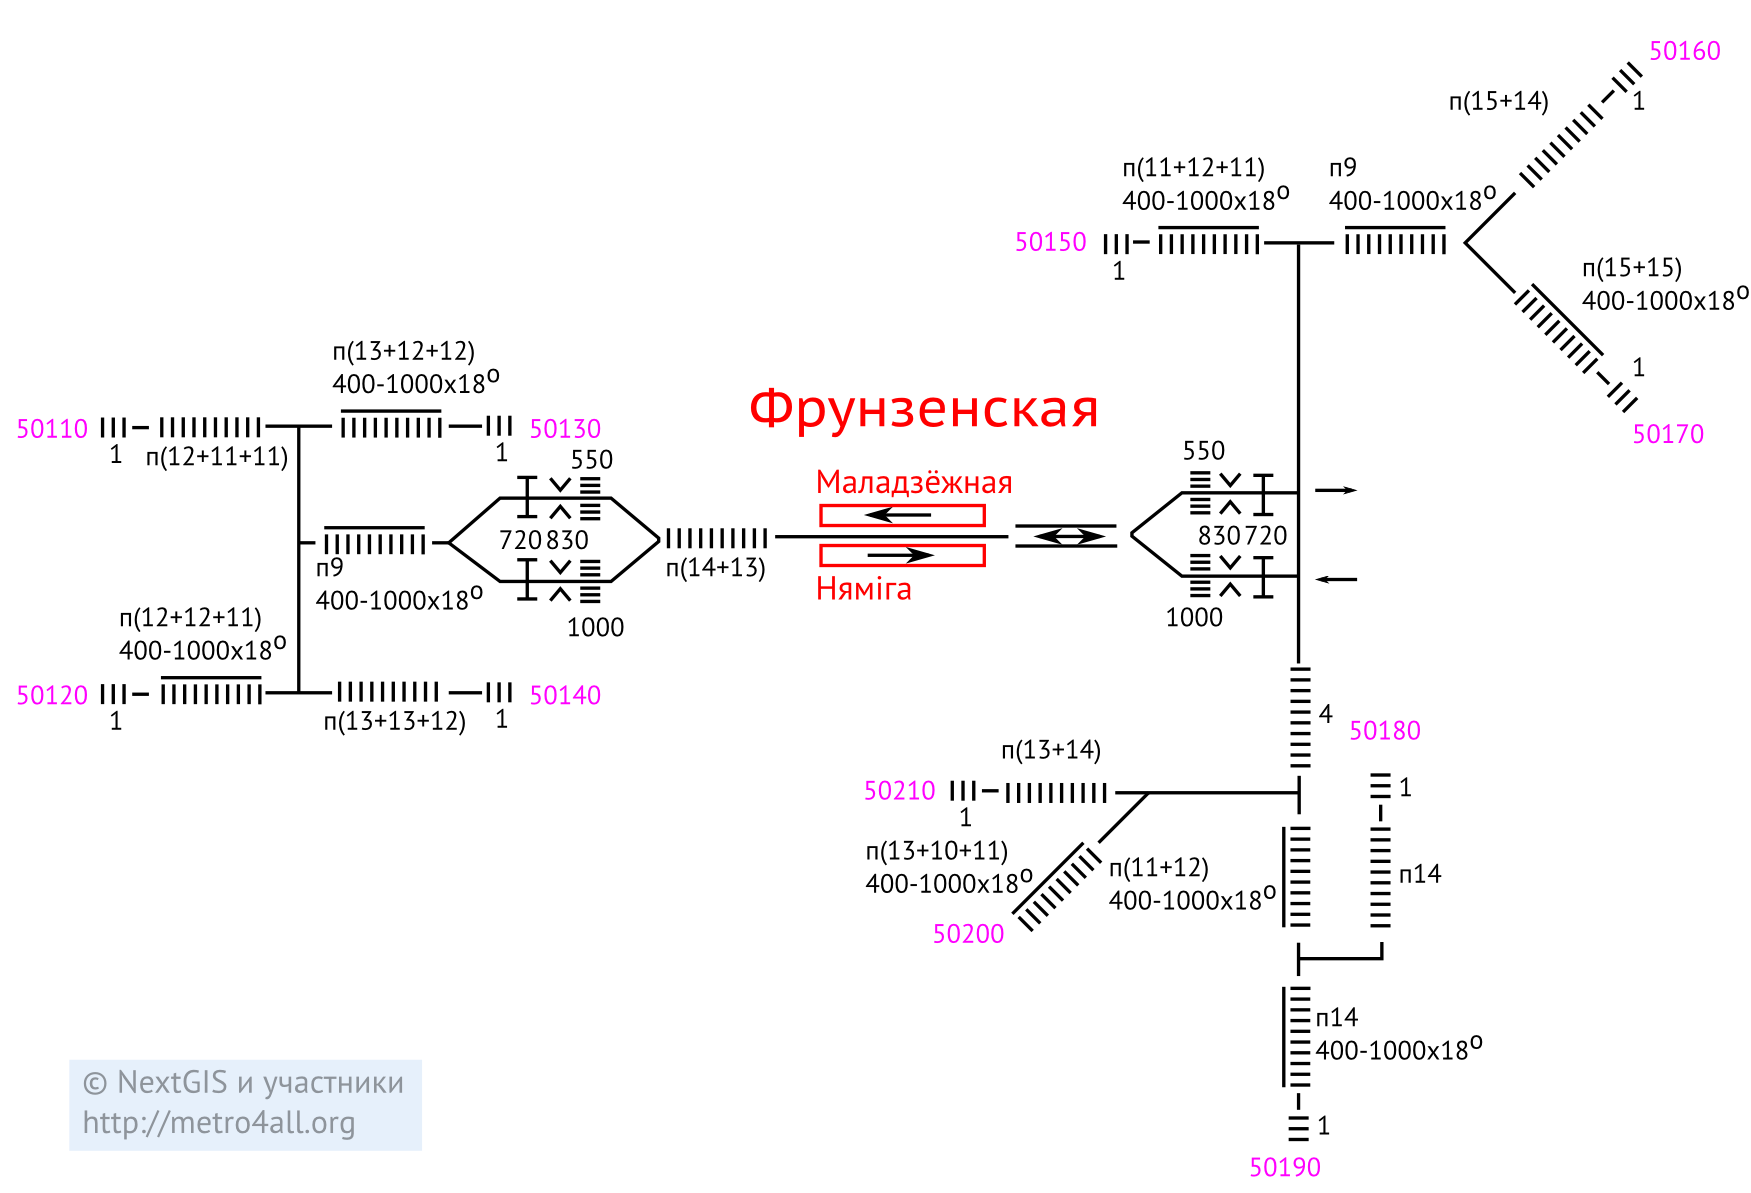 50160
1
п(15+14)
п(11+12+11)
400-1000x18°
п9
400-1000x18°
50150
1
п(15+15)
400-1000x18°
1
50170
п(13+12+12)
400-1000x18°
50110
1
п(12+11+11)
1
50130
550
720
830
1000
п9
400-1000x18°
п(14+13)
Фрунзенская
Маладзёжная
Няміга
550
830
720
1000
п(12+12+11)
400-1000x18°
50120
1
п(13+13+12)
1
50140
4
50180
1
п14
п(13+14)
50210
1
п(13+10+11)
400-1000x18°
50200
п(11+12)
400-1000x18°
п14
400-1000x18°
1
50190
© NextGIS и участники
http://metro4all.org